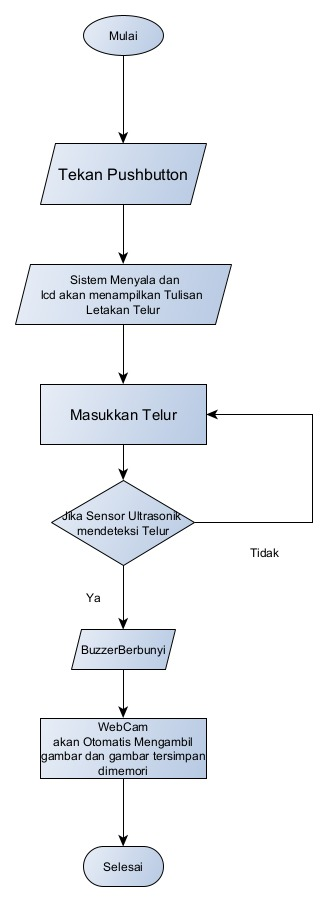 Mulai
Tekan Pushbutton
Sistem Menyala dan
lcd akan menampilkan Tulisan
Letakan Telur
Masukkan Telur
Jika Sensor Ultrasonik
mendeteksi Telur
Tidak
Ya
BuzzerBerbunyi
WebCam
akan Otomatis Mengambil
gambar dan gambar tersimpan
dimemori
Selesai